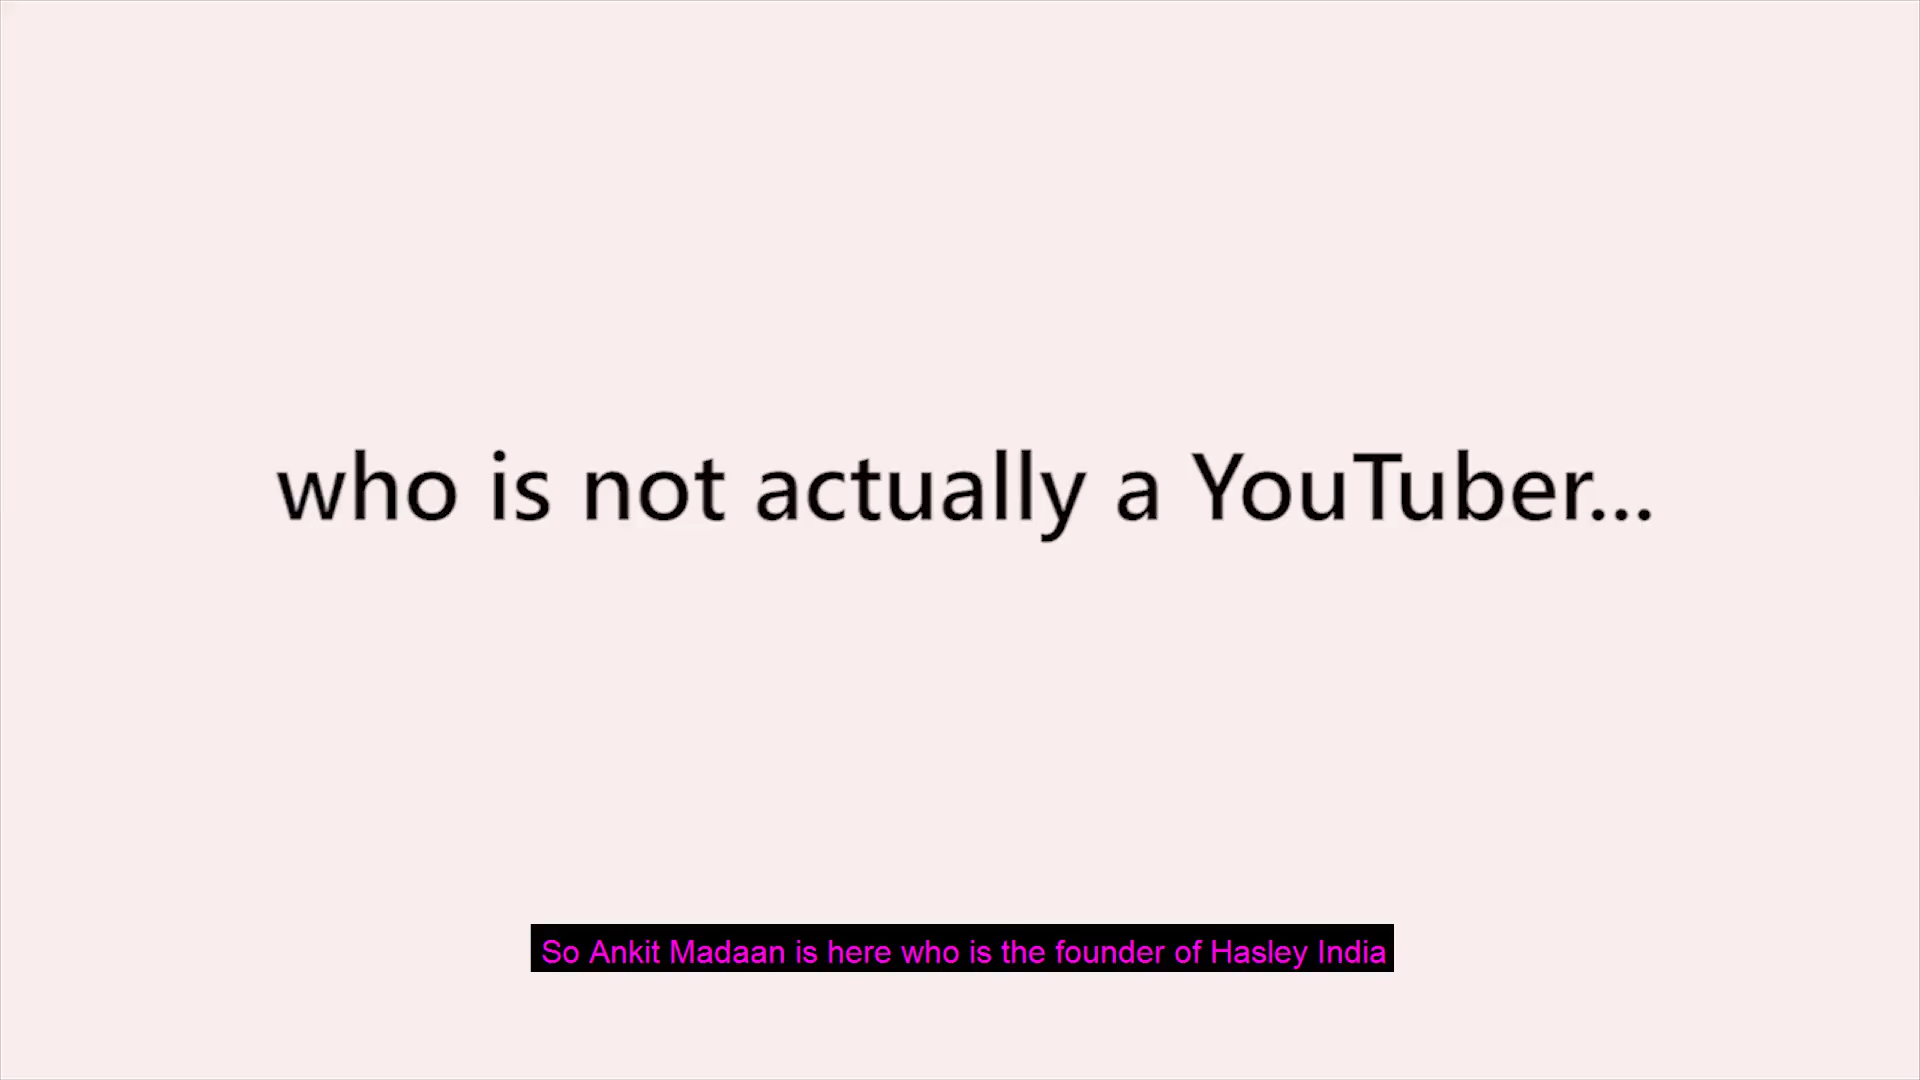 who is not actually a YouTuber...
So Ankit Madaan is here who is the founder of Hasley India